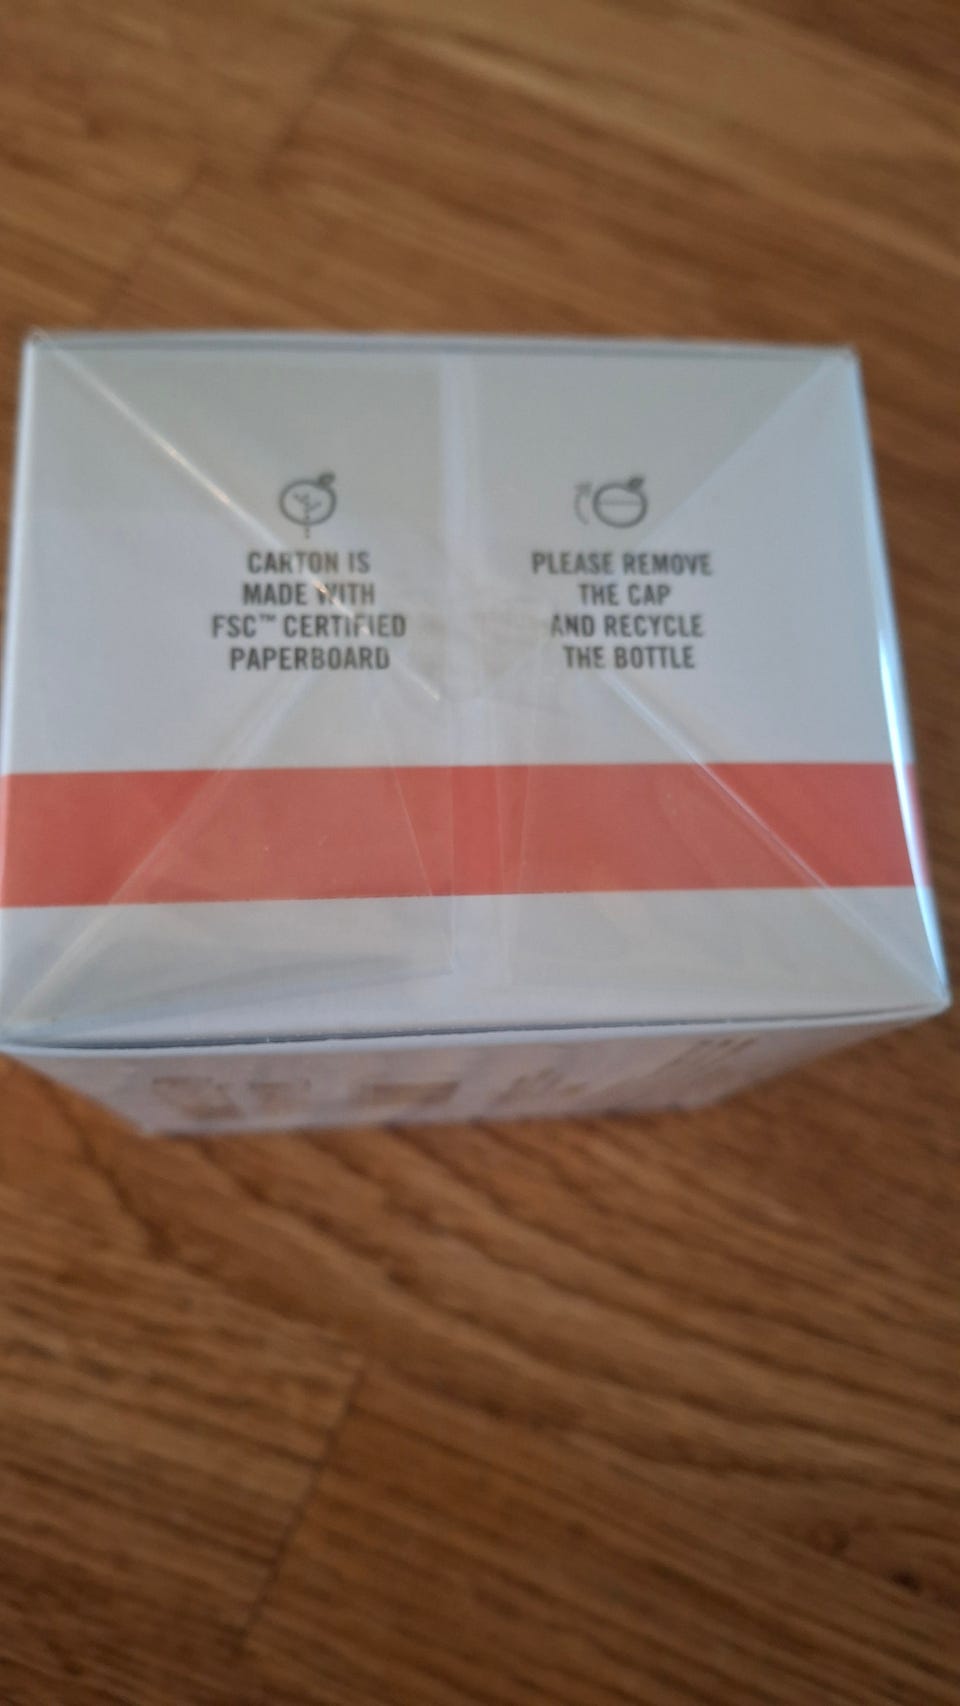 CARTON IS
MADE WITH
FSC™ CERTIFIED
PAPERBOARD
PLEASE REMOVE
THE CAP
AND RECYCLE
THE BOTTLE